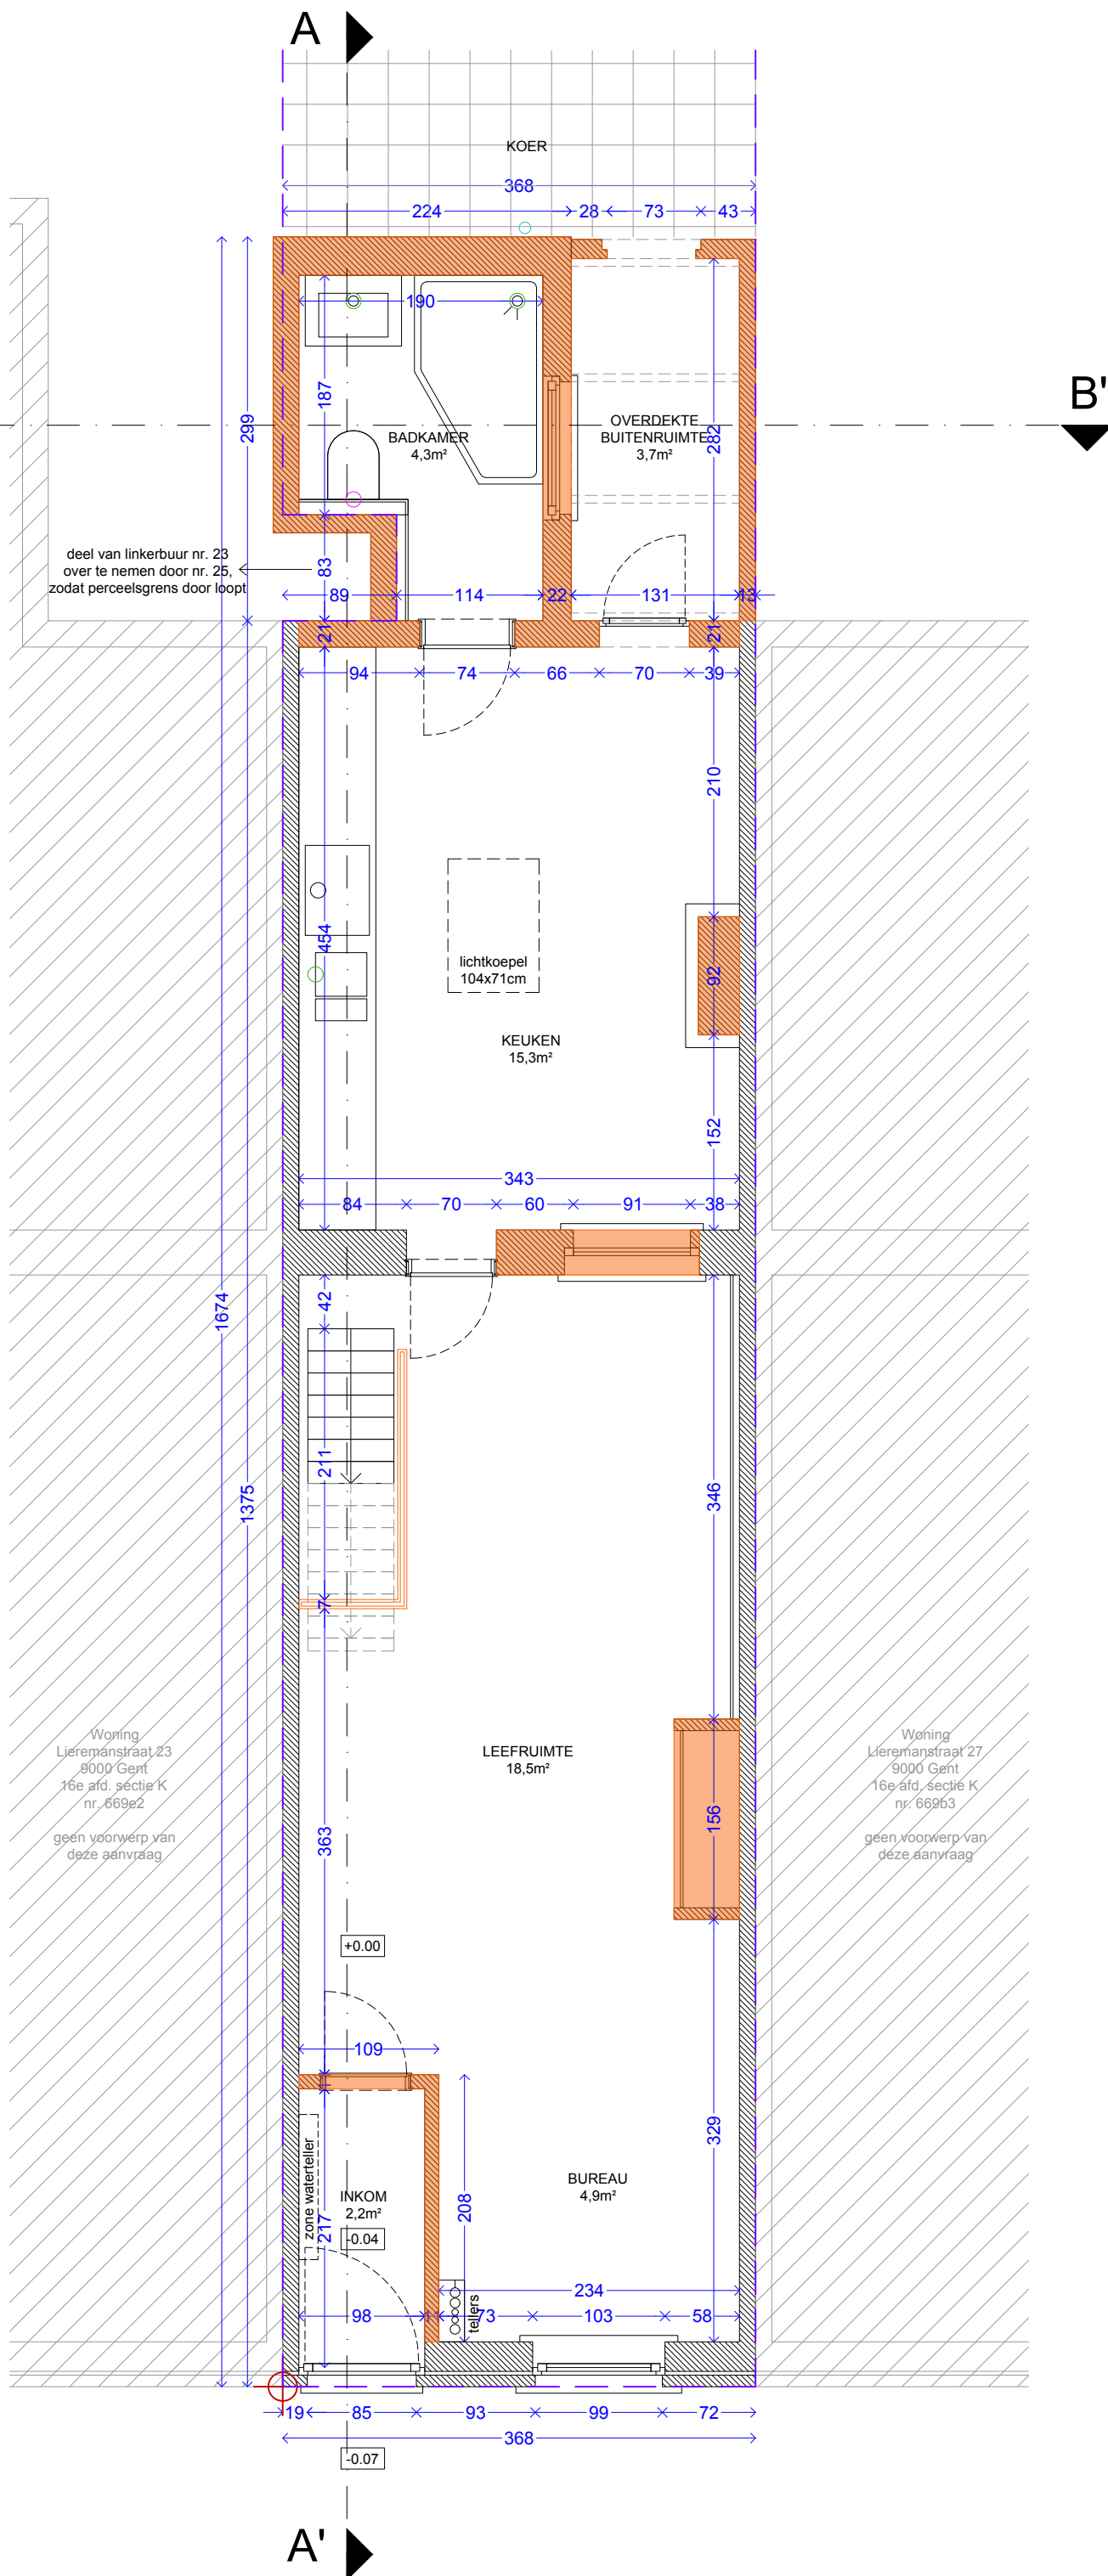 A
KOER
368
224
28
73
43
190
187
299
B'
BADKAMER
4,3m²
OVERDEKTE
BUITENRUIMTE
3,7m²
282
deel van linkerbuur nr. 23
over te nemen door nr. 25,
zodat perceelsgrens door loopt
83
89
114
22
131
13
21
21
94
74
66
70
39
210
454
lichtkoepel
104x71cm
92
KEUKEN
15,3m²
152
343
84
70
60
91
38
42
1674
211
1375
346
7
Woning
Lieremanstraat 23
9000 Gent
16e afd. sectie K
nr. 669e2
geen voorwerp van
deze aanvraag
LEEFRUIMTE
18,5m²
Woning
Lieremanstraat 27
9000 Gent
16e afd. sectie K
nr. 669b3
geen voorwerp van
deze aanvraag
156
363
+0.00
109
329
zone waterteller
INKOM
2,2m²
-0.04
217
208
BUREAU
4,9m²
234
tellers
98
73
103
58
19
85
93
99
72
368
-0.07
A'